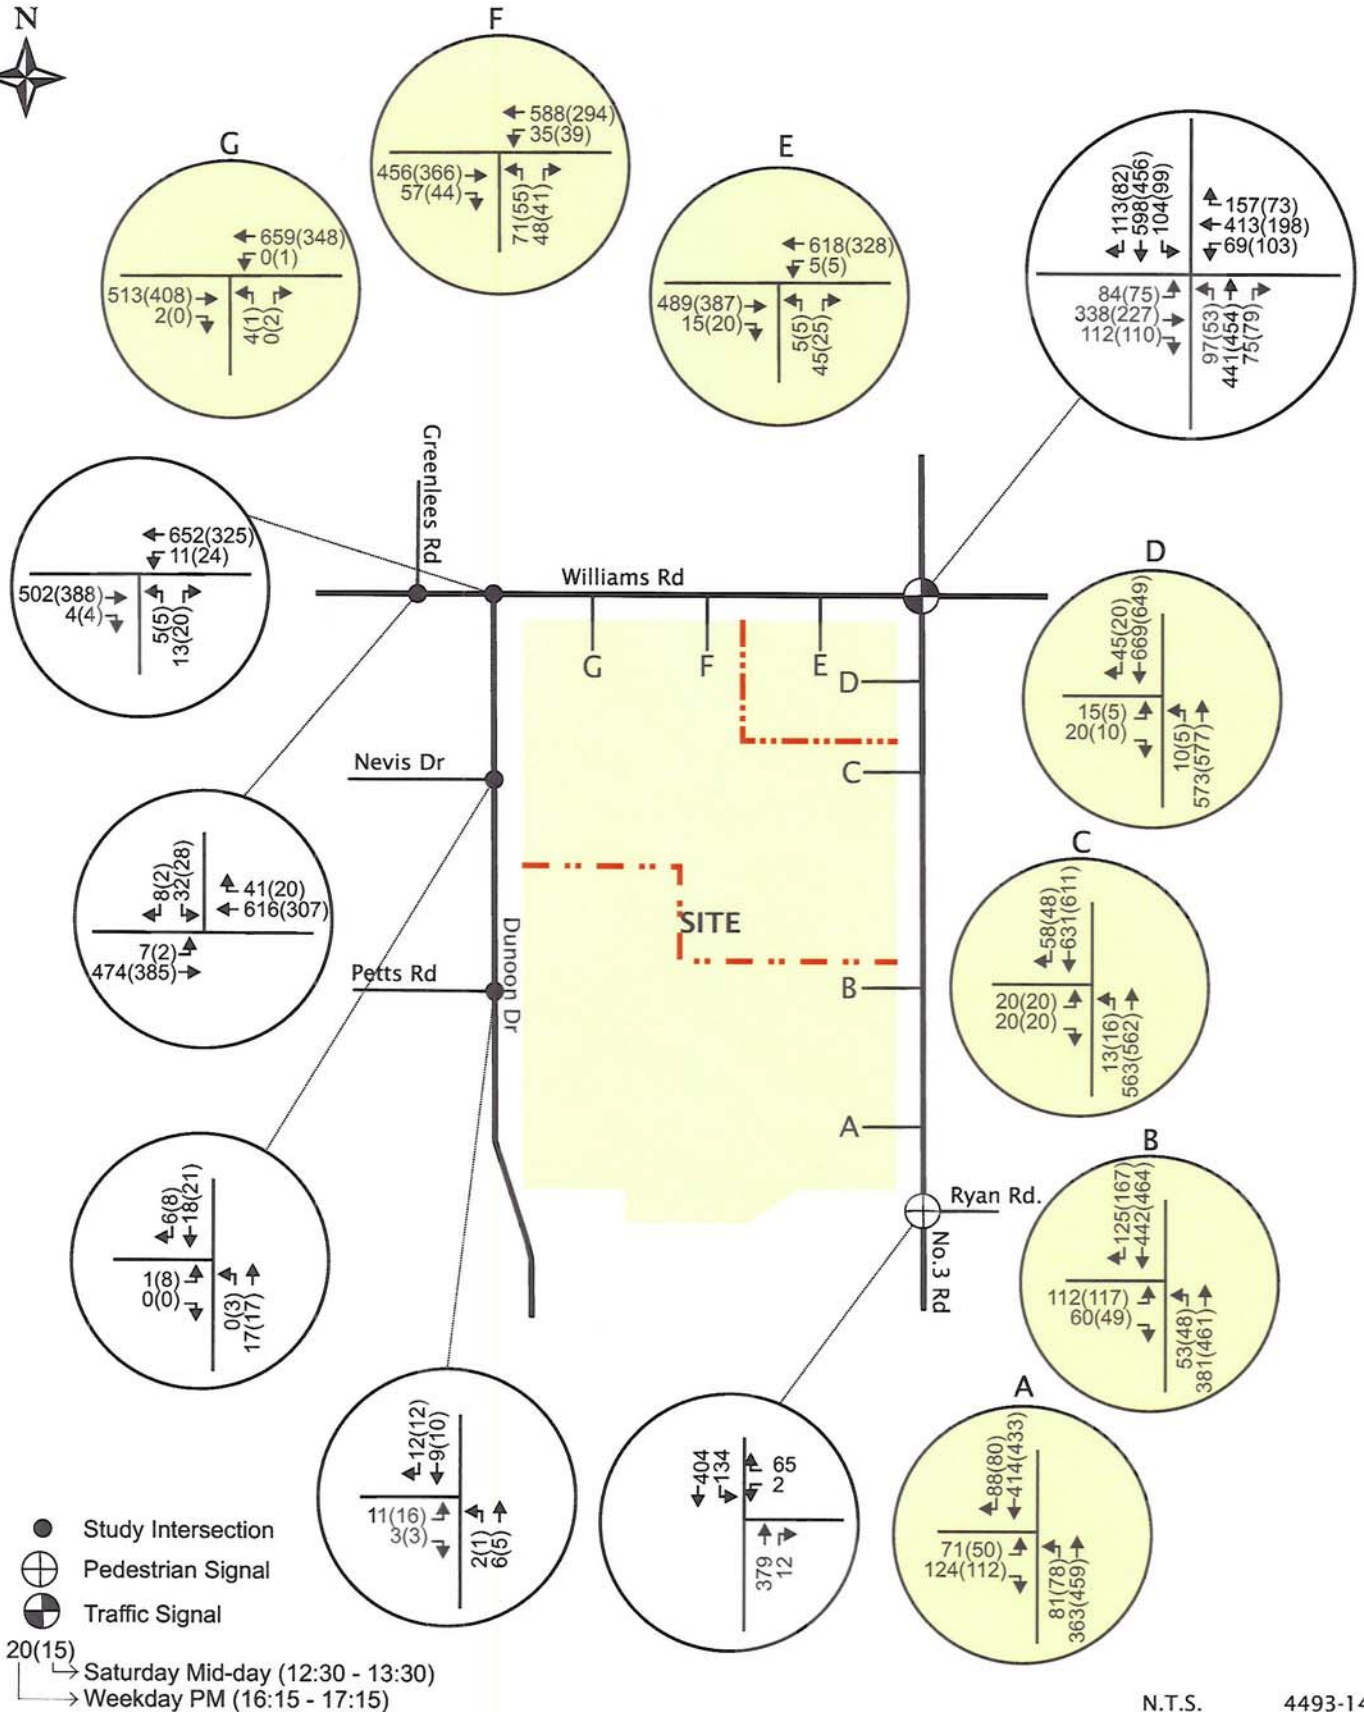 N
F
588(294)
35(39)
456(366)
57(44)
71(55)
48(41)
G
659(348)
0(1)
513(408)
2(0)
4(1)
0(2)
E
618(328)
5(5)
489(387)
15(20)
5(5)
45(25)
113(82)
598(456)
104(99)
157(73)
413(198)
69(103)
84(75)
338(227)
112(110)
97(53)
441(454)
75(79)
652(325)
11(24)
502(388)
4(4)
5(5)
13(20)
Greenlees Rd
Williams Rd
G
F
E
D
C
B
A
Nevis Dr
Petts Rd
Dunoon Dr
SITE
Ryan Rd.
No.3 Rd
D
45(20)
669(649)
15(5)
20(10)
10(5)
573(577)
8(2)
32(28)
41(20)
616(307)
7(2)
474(385)
C
58(48)
631(611)
20(20)
20(20)
13(16)
563(562)
6(8)
18(21)
1(8)
0(0)
0(3)
17(17)
B
125(167)
442(464)
112(117)
60(49)
53(48)
381(461)
12(12)
9(10)
11(16)
3(3)
2(1)
6(5)
404
134
65
2
379
12
A
88(80)
414(433)
71(50)
124(112)
81(78)
363(459)
Study Intersection
Pedestrian Signal
Traffic Signal
20(15)
Saturday Mid-day (12:30 - 13:30)
Weekday PM (16:15 - 17:15)
N.T.S. 4493-14